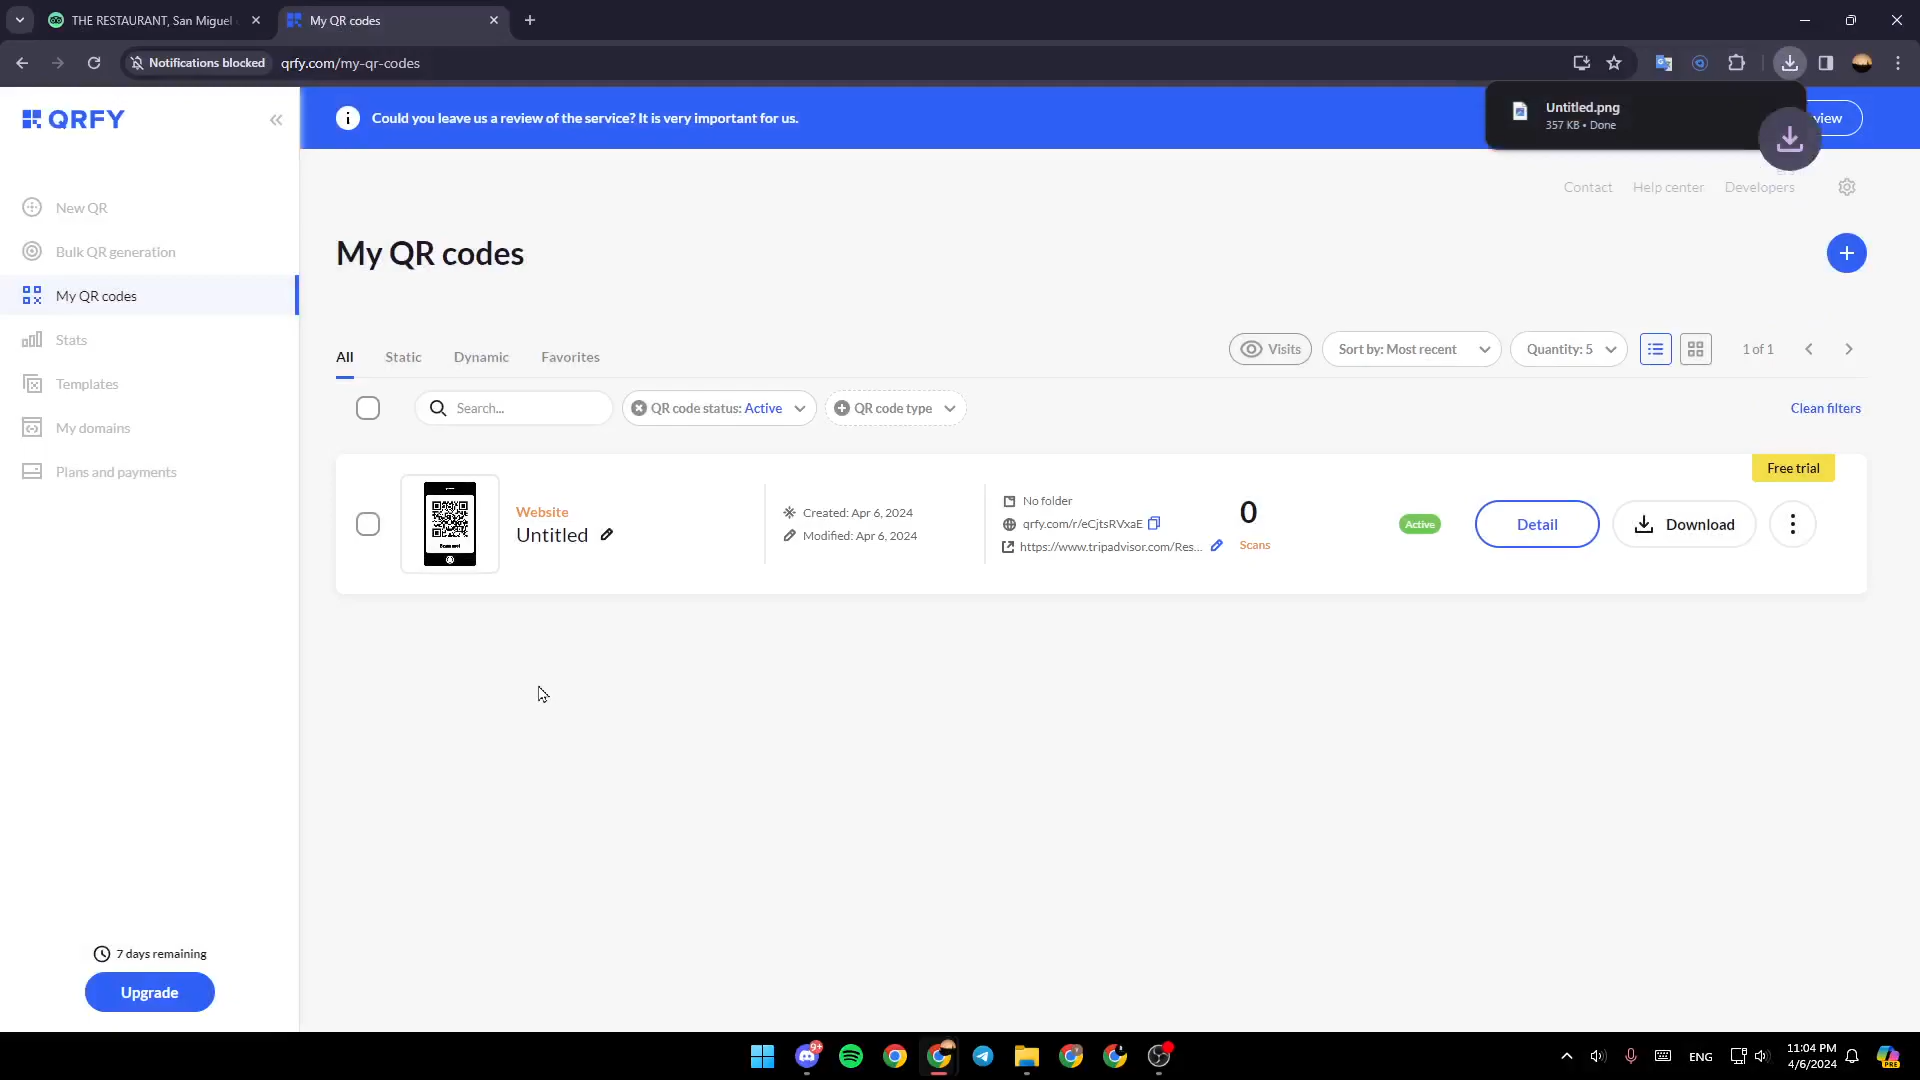 THE RESTAURANT, San Miguel
My QR codes
Notifications blocked
qrfy.com/my-qr-codes
QRFY
Could you leave us a review of the service? It is very important for us.
Untitled.png
357 KB • Done
view
Contact
Help center
Developers
New QR
Bulk QR generation
My QR codes
Stats
Templates
My domains
Plans and payments
My QR codes
All
Static
Dynamic
Favorites
Visits
Sort by: Most recent
Quantity: 5
1 of 1
Search...
QR code status: Active
QR code type
Clean filters
Free trial
Website
Untitled
Created: Apr 6, 2024
Modified: Apr 6, 2024
No folder
qrfy.com/r/eCjtsRVxaE
https://www.tripadvisor.com/Res...
0
Scans
Active
Detail
Download
7 days remaining
Upgrade
9+
ENG
11:04 PM
4/6/2024
PRE